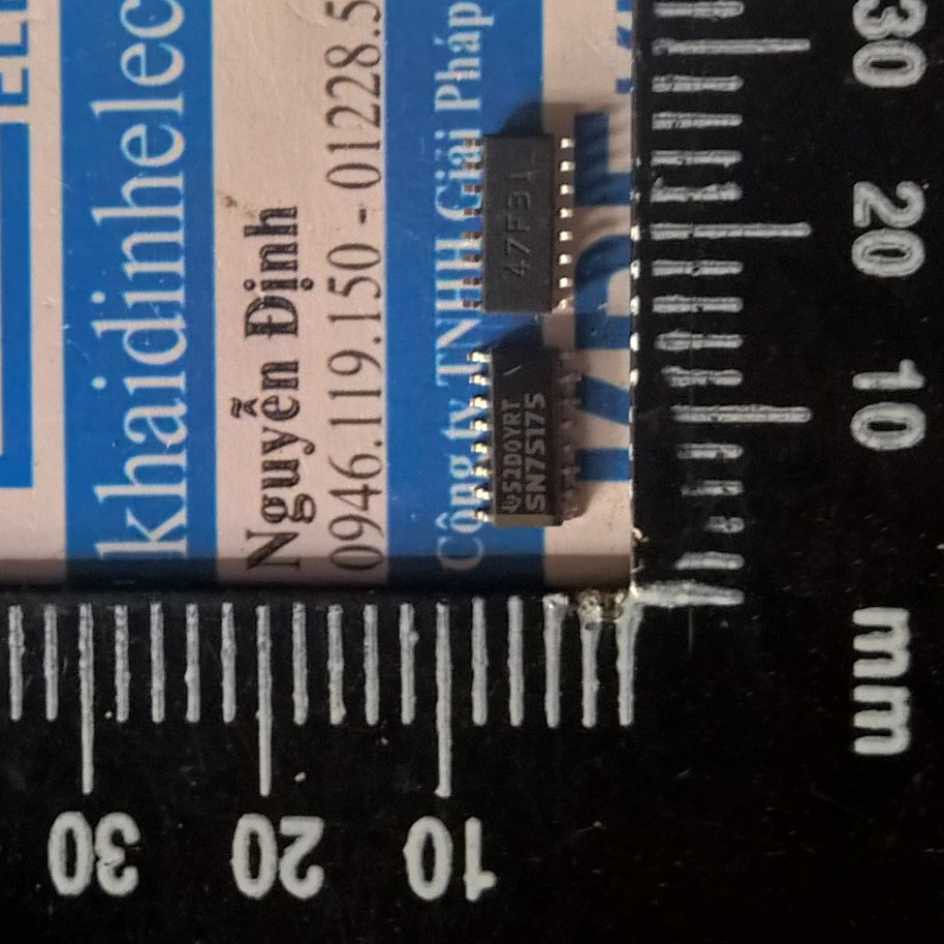 khaidinhelec
Nguyễn Định
0946.119.150 - 01228.5
Công ty TNHH Giải Pháp
47F31
52D0YRT
SN75175
30
20
10
mm
30
20
10